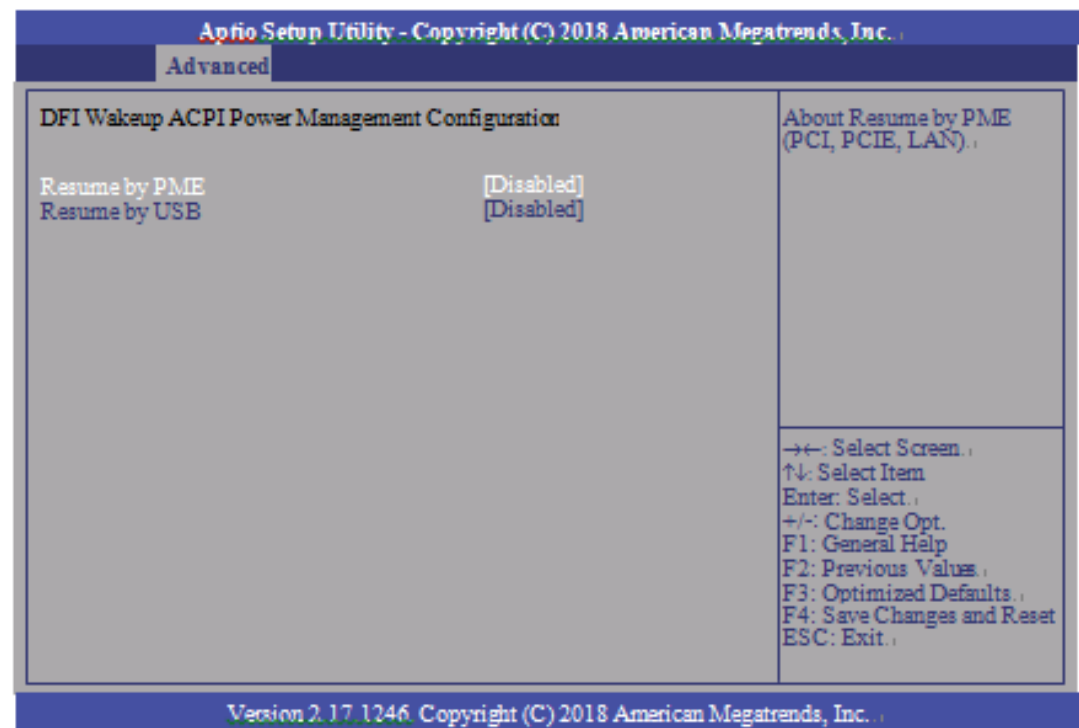 Aptio Setup Utility - Copyright (C) 2018 American Megatrends, Inc.
Advanced
DFI Wakeup ACPI Power Management Configuration
Resume by PME [Disabled]
Resume by USB [Disabled]
About Resume by PME
(PCI, PCIE, LAN).
→←: Select Screen.
↑↓: Select Item
Enter: Select.
+/-: Change Opt.
F1: General Help
F2: Previous Values.
F3: Optimized Defaults.
F4: Save Changes and Reset
ESC: Exit.
Version 2.17.1246. Copyright (C) 2018 American Megatrends, Inc.